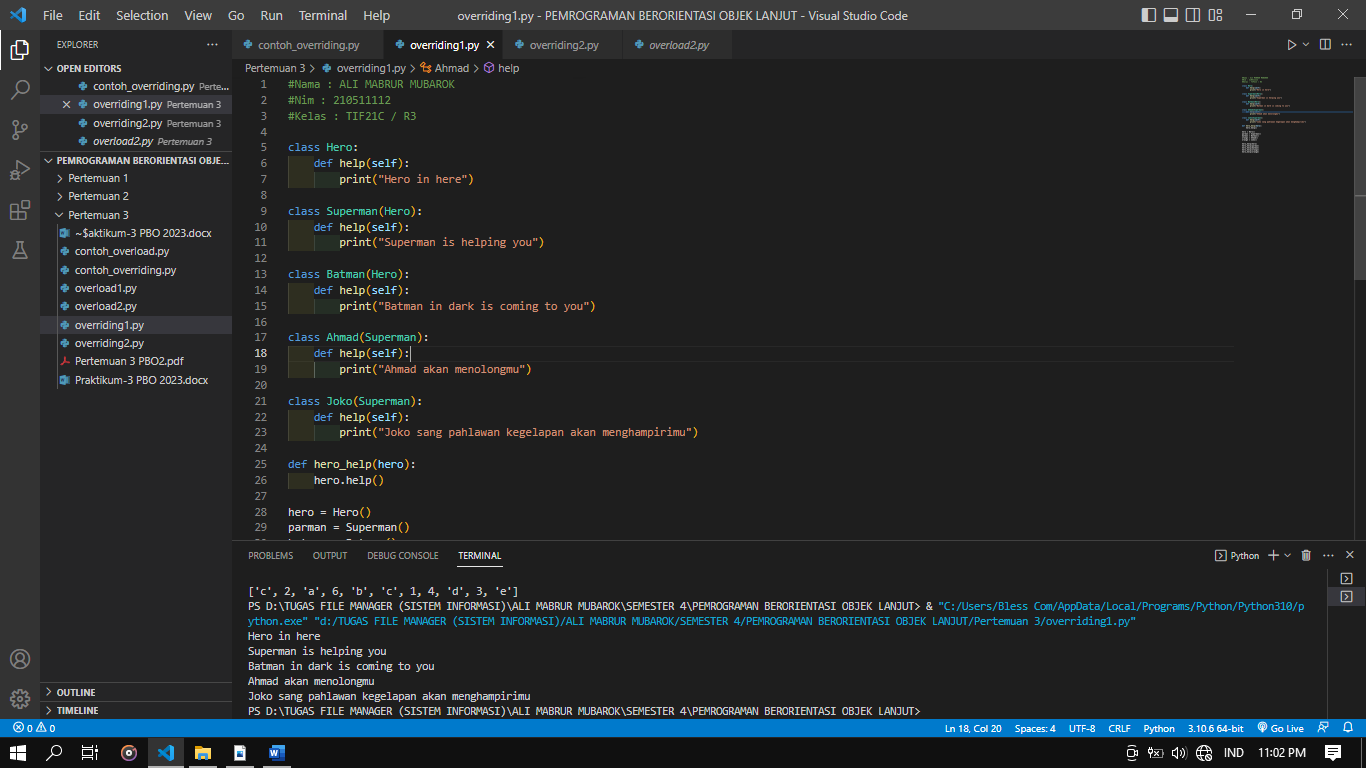 File Edit Selection View Go Run Terminal Help
overriding1.py - PEMROGRAMAN BERORIENTASI OBJEK LANJUT - Visual Studio Code
EXPLORER
OPEN EDITORS
contoh_overriding.py Perte...
overriding1.py Pertemuan 3
overriding2.py Pertemuan 3
overload2.py Pertemuan 3
PEMROGRAMAN BERORIENTASI OBJE...
Pertemuan 1
Pertemuan 2
Pertemuan 3
~$aktikum-3 PBO 2023.docx
contoh_overload.py
contoh_overriding.py
overload1.py
overload2.py
overriding1.py
overriding2.py
Pertemuan 3 PBO2.pdf
Praktikum-3 PBO 2023.docx
OUTLINE
TIMELINE
contoh_overriding.py overriding1.py overriding2.py overload2.py
Pertemuan 3 > overriding1.py > Ahmad > help
1 #Nama : ALI MABRUR MUBAROK
2 #Nim : 210511112
3 #Kelas : TIF21C / R3
4
5 class Hero:
6     def help(self):
7         print("Hero in here")
8
9 class Superman(Hero):
10     def help(self):
11         print("Superman is helping you")
12
13 class Batman(Hero):
14     def help(self):
15         print("Batman in dark is coming to you")
16
17 class Ahmad(Superman):
18     def help(self):
19         print("Ahmad akan menolongmu")
20
21 class Joko(Superman):
22     def help(self):
23         print("Joko sang pahlawan kegelapan akan menghampirimu")
24
25 def hero_help(hero):
26     hero.help()
27
28 hero = Hero()
29 parman = Superman()
PROBLEMS OUTPUT DEBUG CONSOLE TERMINAL
Python
['c', 2, 'a', 6, 'b', 'c', 1, 4, 'd', 3, 'e']
PS D:\TUGAS FILE MANAGER (SISTEM INFORMASI)\ALI MABRUR MUBAROK\SEMESTER 4\PEMROGRAMAN BERORIENTASI OBJEK LANJUT> & "C:/Users/Bless Com/AppData/Local/Programs/Python/Python310/p
ython.exe" "d:/TUGAS FILE MANAGER (SISTEM INFORMASI)/ALI MABRUR MUBAROK/SEMESTER 4/PEMROGRAMAN BERORIENTASI OBJEK LANJUT/Pertemuan 3/overriding1.py"
Hero in here
Superman is helping you
Batman in dark is coming to you
Ahmad akan menolongmu
Joko sang pahlawan kegelapan akan menghampirimu
PS D:\TUGAS FILE MANAGER (SISTEM INFORMASI)\ALI MABRUR MUBAROK\SEMESTER 4\PEMROGRAMAN BERORIENTASI OBJEK LANJUT>
0 0 Ln 18, Col 20 Spaces: 4 UTF-8 CRLF Python 3.10.6 64-bit Go Live
IND 11:02 PM